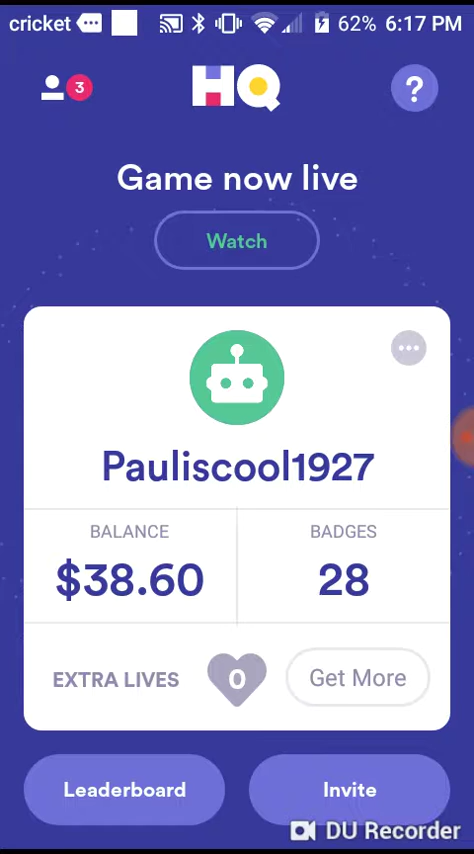 cricket 62% 6:17 PM
3 HQ ?
Game now live
Watch
Pauliscool1927
BALANCE BADGES
$38.60 28
EXTRA LIVES 0 Get More
Leaderboard Invite
DU Recorder